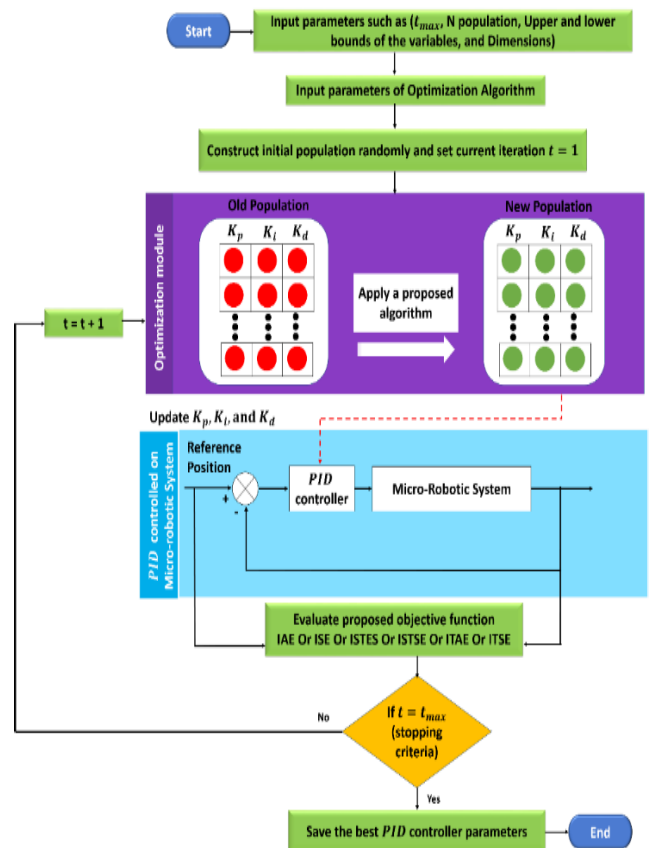 Start
Input parameters such as (t_max, N population, Upper and lower
bounds of the variables, and Dimensions)
Input parameters of Optimization Algorithm
Construct initial population randomly and set current iteration t = 1
Optimization module
Old Population
K_p K_i K_d
Apply a proposed
algorithm
New Population
K_p K_i K_d
t = t + 1
Update K_p, K_i, and K_d
PID controlled on
Micro-robotic System
Reference
Position
+
-
PID
controller
Micro-Robotic System
Evaluate proposed objective function
IAE Or ISE Or ISTES Or ISTSE Or ITAE Or ITSE
If t = t_max
(stopping
criteria)
No
Yes
Save the best PID controller parameters
End